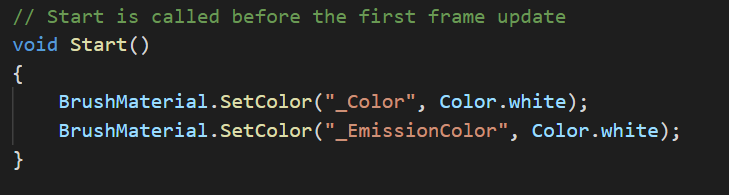 // Start is called before the first frame update
void Start()
{
    BrushMaterial.SetColor("_Color", Color.white);
    BrushMaterial.SetColor("_EmissionColor", Color.white);
}